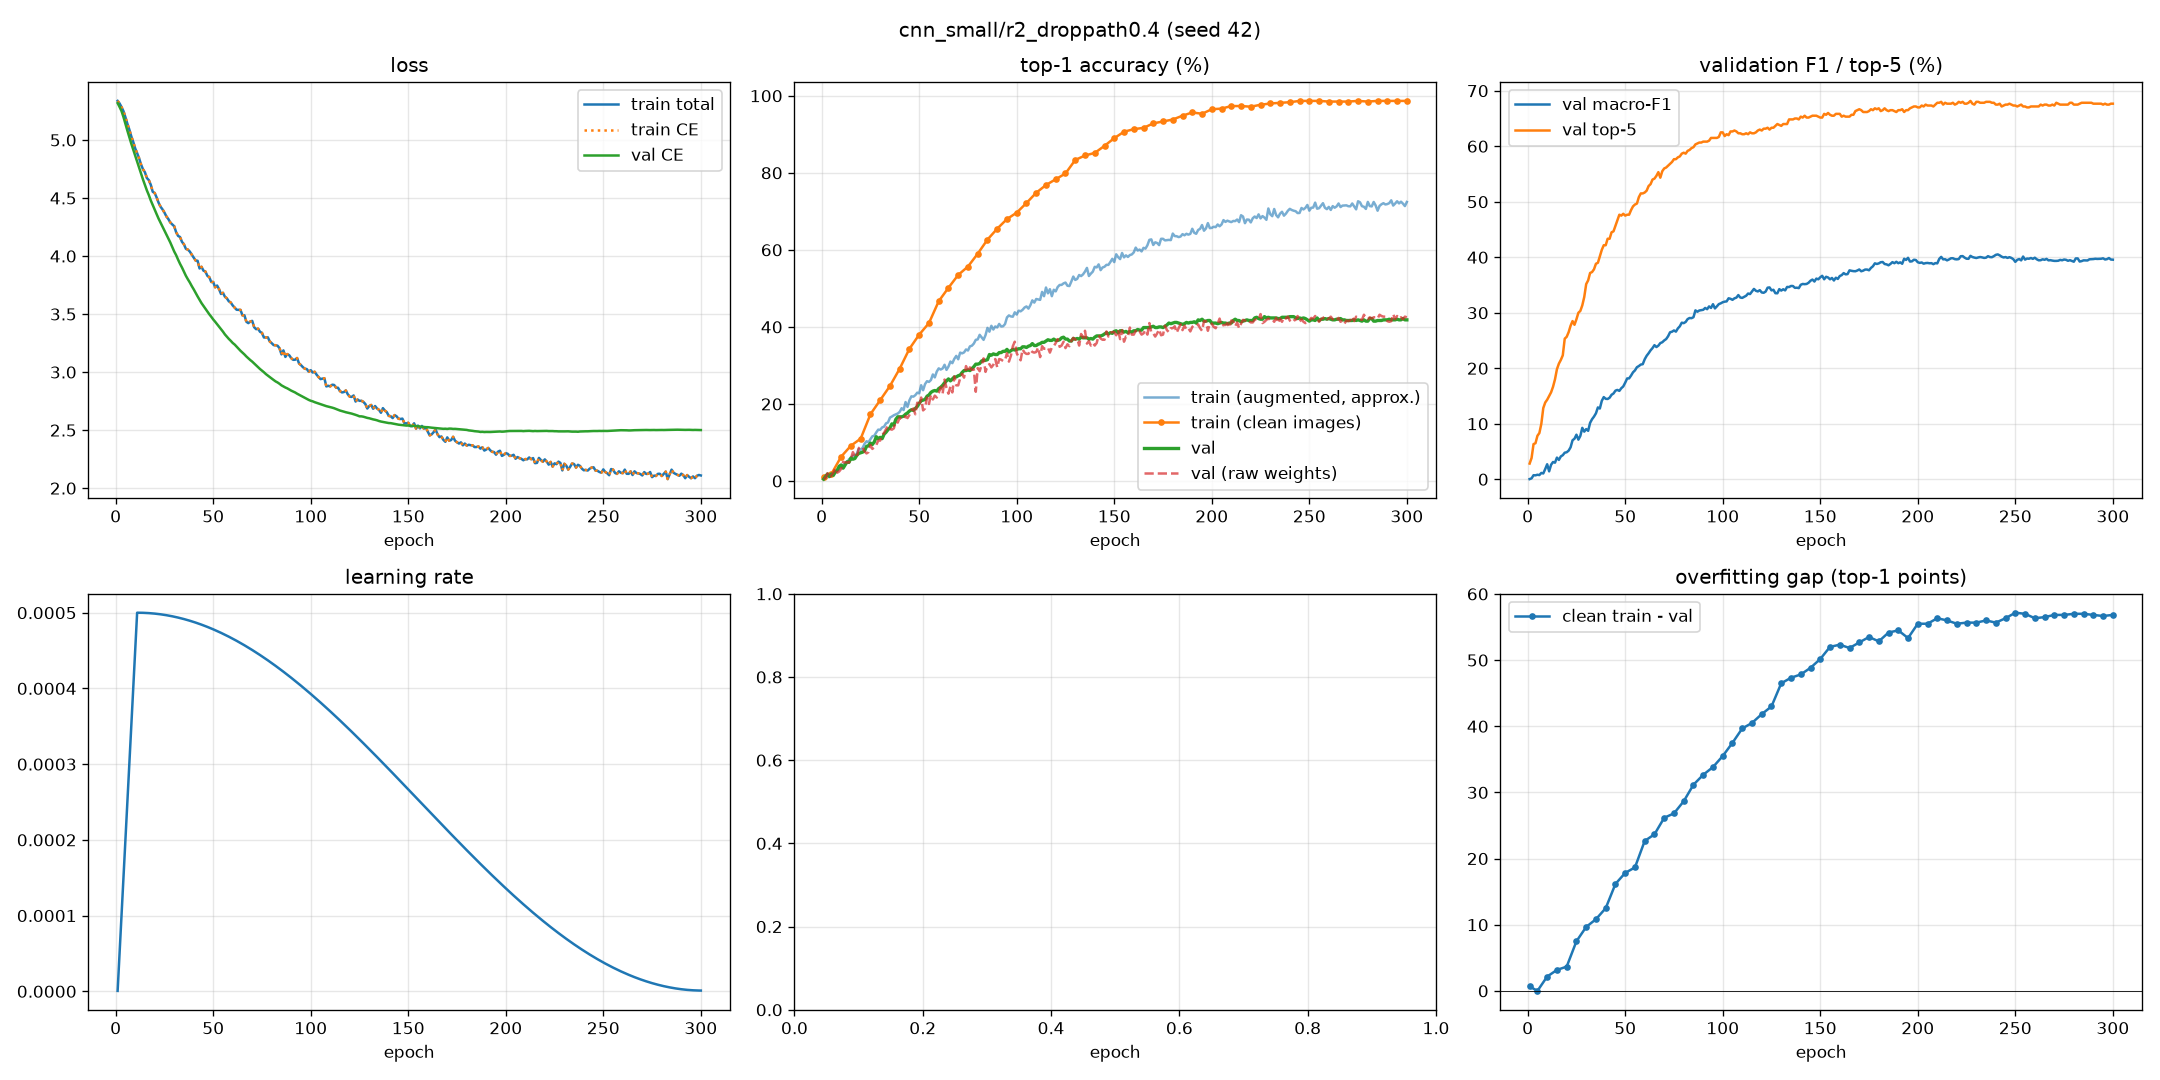 cnn_small/r2_droppath0.4 (seed 42)
loss
train total
train CE
val CE
5.0
4.5
4.0
3.5
3.0
2.5
2.0
0 50 100 150 200 250 300
epoch
top-1 accuracy (%)
100
80
60
40
20
0
train (augmented, approx.)
train (clean images)
val
val (raw weights)
0 50 100 150 200 250 300
epoch
validation F1 / top-5 (%)
val macro-F1
val top-5
70
60
50
40
30
20
10
0
0 50 100 150 200 250 300
epoch
learning rate
0.0005
0.0004
0.0003
0.0002
0.0001
0.0000
0 50 100 150 200 250 300
epoch
1.0
0.8
0.6
0.4
0.2
0.0
0.0 0.2 0.4 0.6 0.8 1.0
epoch
overfitting gap (top-1 points)
clean train - val
60
50
40
30
20
10
0
0 50 100 150 200 250 300
epoch